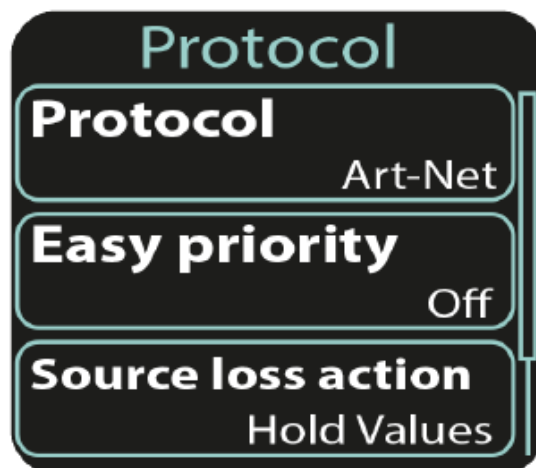 Protocol
Protocol
Art-Net
Easy priority
Off
Source loss action
Hold Values